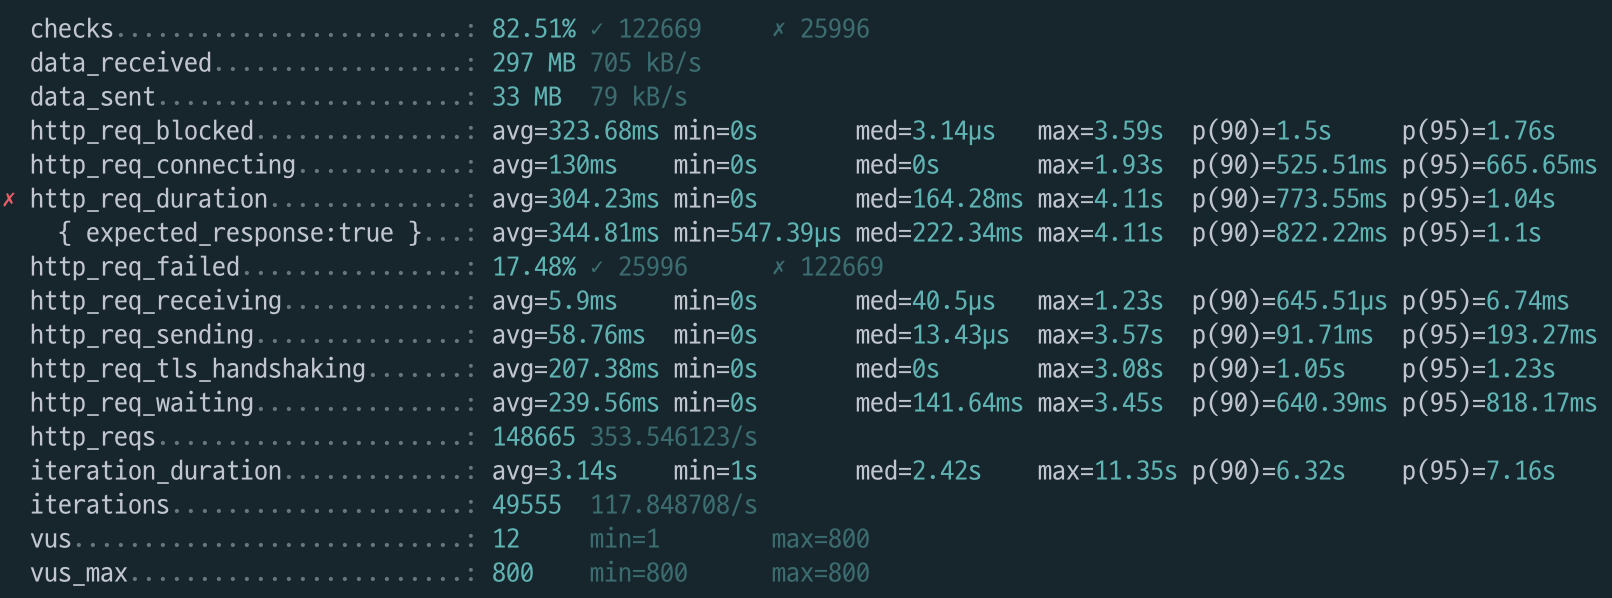 checks.........................: 82.51% ✓ 122669     ✗ 25996
data_received..................: 297 MB 705 kB/s
data_sent......................: 33 MB  79 kB/s
http_req_blocked...............: avg=323.68ms min=0s       med=3.14µs   max=3.59s  p(90)=1.5s     p(95)=1.76s
http_req_connecting............: avg=130ms    min=0s       med=0s       max=1.93s  p(90)=525.51ms p(95)=665.65ms
✗ http_req_duration..............: avg=304.23ms min=0s       med=164.28ms max=4.11s  p(90)=773.55ms p(95)=1.04s
{ expected_response:true }...: avg=344.81ms min=547.39µs med=222.34ms max=4.11s  p(90)=822.22ms p(95)=1.1s
http_req_failed................: 17.48% ✓ 25996      ✗ 122669
http_req_receiving.............: avg=5.9ms    min=0s       med=40.5µs   max=1.23s  p(90)=645.51µs p(95)=6.74ms
http_req_sending...............: avg=58.76ms  min=0s       med=13.43µs  max=3.57s  p(90)=91.71ms  p(95)=193.27ms
http_req_tls_handshaking.......: avg=207.38ms min=0s       med=0s       max=3.08s  p(90)=1.05s    p(95)=1.23s
http_req_waiting...............: avg=239.56ms min=0s       med=141.64ms max=3.45s  p(90)=640.39ms p(95)=818.17ms
http_reqs......................: 148665 353.546123/s
iteration_duration.............: avg=3.14s    min=1s       med=2.42s    max=11.35s p(90)=6.32s    p(95)=7.16s
iterations.....................: 49555  117.848708/s
vus............................: 12     min=1        max=800
vus_max........................: 800    min=800      max=800